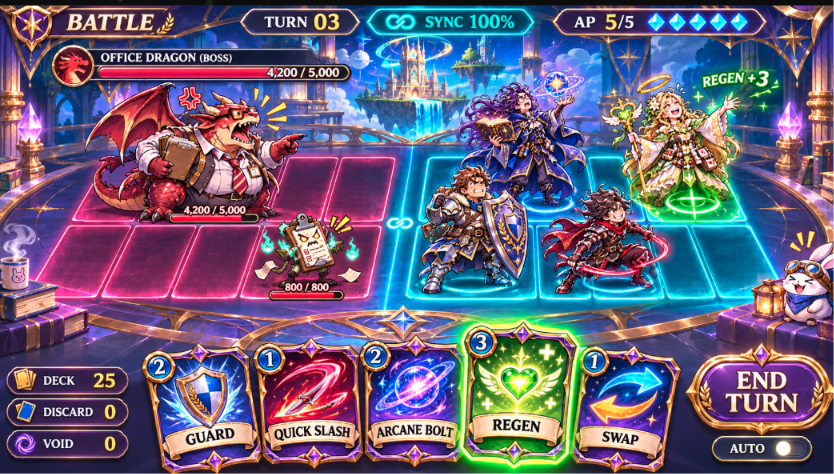 BATTLE
TURN 03
SYNC 100%
AP 5/5
OFFICE DRAGON (BOSS)
4,200 / 5,000
REGEN +3
4,200 / 5,000
800 / 800
DECK 25
DISCARD 0
VOID 0
2
GUARD
1
QUICK SLASH
2
ARCANE BOLT
3
REGEN
1
SWAP
END
TURN
AUTO